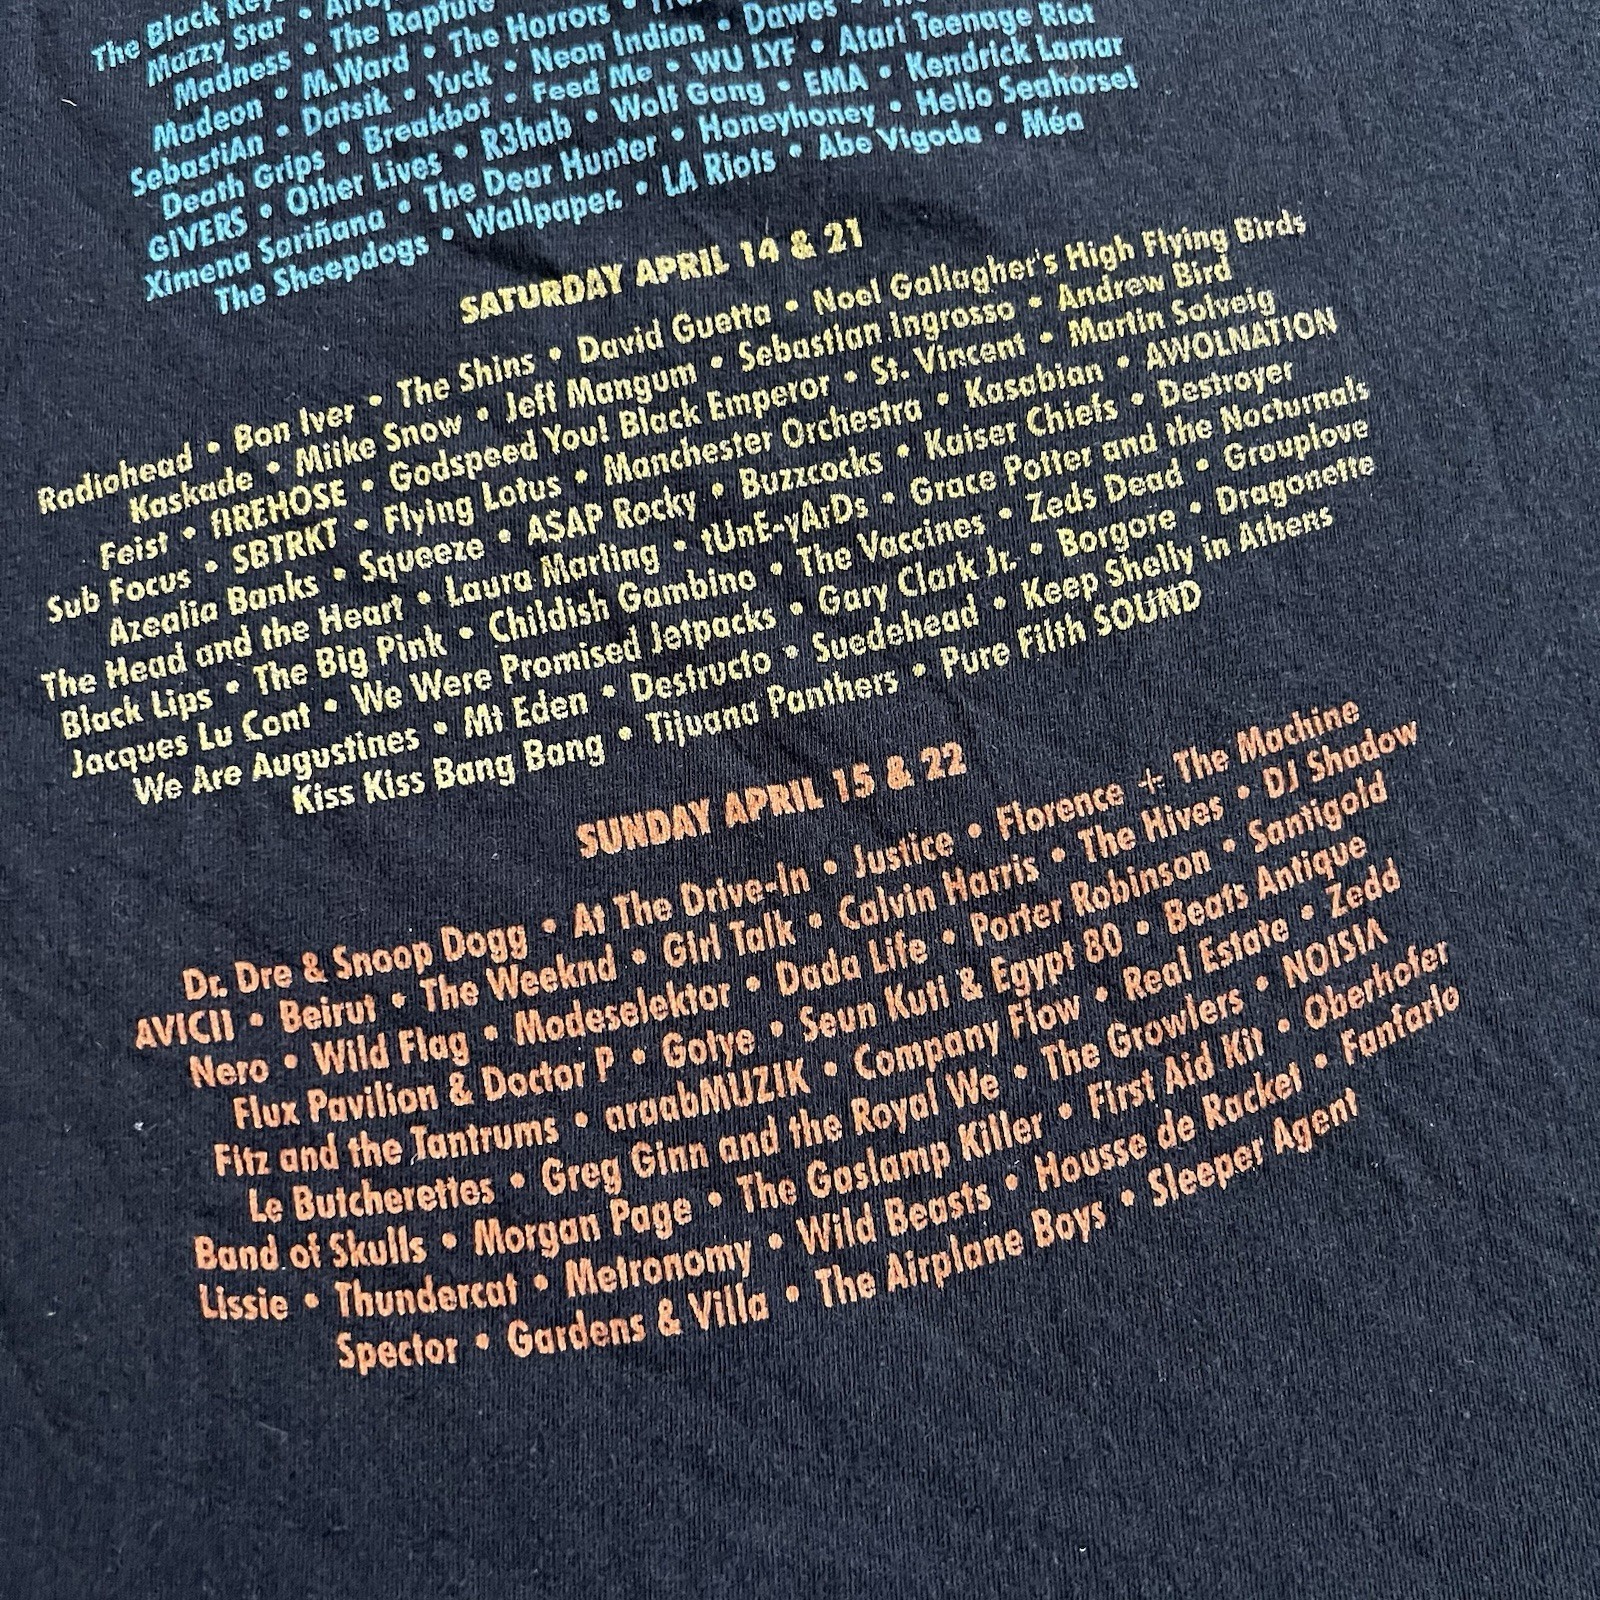 The Black
Mazzy Star •
Madness • The Rapture
Madeon • M.Ward • The Horrors •
SebastiAn • Datsik • Yuck • Neon Indian • Dawes •
Death Grips • Breakbot • Feed Me • WU LYF • Atari Teenage Riot
GIVERS • Other Lives • R3hab • Wolf Gang • EMA • Kendrick Lamar
Ximena Sariñana • The Dear Hunter • Honeyhoney • Hello Seahorse!
The Sheepdogs • Wallpaper. • LA Riots • Abe Vigoda • Méa
SATURDAY APRIL 14 & 21
Radiohead • Bon Iver • The Shins • David Guetta • Noel Gallagher's High Flying Birds
Kaskade • Miike Snow • Jeff Mangum • Sebastian Ingrosso • Andrew Bird
Feist • fIREHOSE • Godspeed You! Black Emperor • St. Vincent • Martin Solveig
Sub Focus • SBTRKT • Flying Lotus • Manchester Orchestra • Kasabian • AWOLNATION
Azealia Banks • Squeeze • ASAP Rocky • Buzzcocks • Kaiser Chiefs • Destroyer
The Head and the Heart • Laura Marling • tUnE-yArDs • Grace Potter and the Nocturnals
Black Lips • The Big Pink • Childish Gambino • The Vaccines • Zeds Dead • Grouplove
Jacques Lu Cont • We Were Promised Jetpacks • Gary Clark Jr. • Borgore • Dragonette
We Are Augustines • Mt Eden • Destructo • Suedehead • Keep Shelly in Athens
Kiss Kiss Bang Bang • Tijuana Panthers • Pure Filth SOUND
SUNDAY APRIL 15 & 22
Dr. Dre & Snoop Dogg • At The Drive-In • Justice • Florence + The Machine
AVICII • Beirut • The Weeknd • Girl Talk • Calvin Harris • The Hives • DJ Shadow
Nero • Wild Flag • Modeselektor • Dada Life • Porter Robinson • Santigold
Flux Pavilion & Doctor P • Gotye • Seun Kuti & Egypt 80 • Beats Antique
Fitz and the Tantrums • araabMUZIK • Company Flow • Real Estate • Zedd
Le Butcherettes • Greg Ginn and the Royal We • The Growlers • NOISIA
Band of Skulls • Morgan Page • The Gaslamp Killer • First Aid Kit • Oberhofer
Lissie • Thundercat • Metronomy • Wild Beasts • Housse de Racket • Fanfarlo
Spector • Gardens & Villa • The Airplane Boys • Sleeper Agent